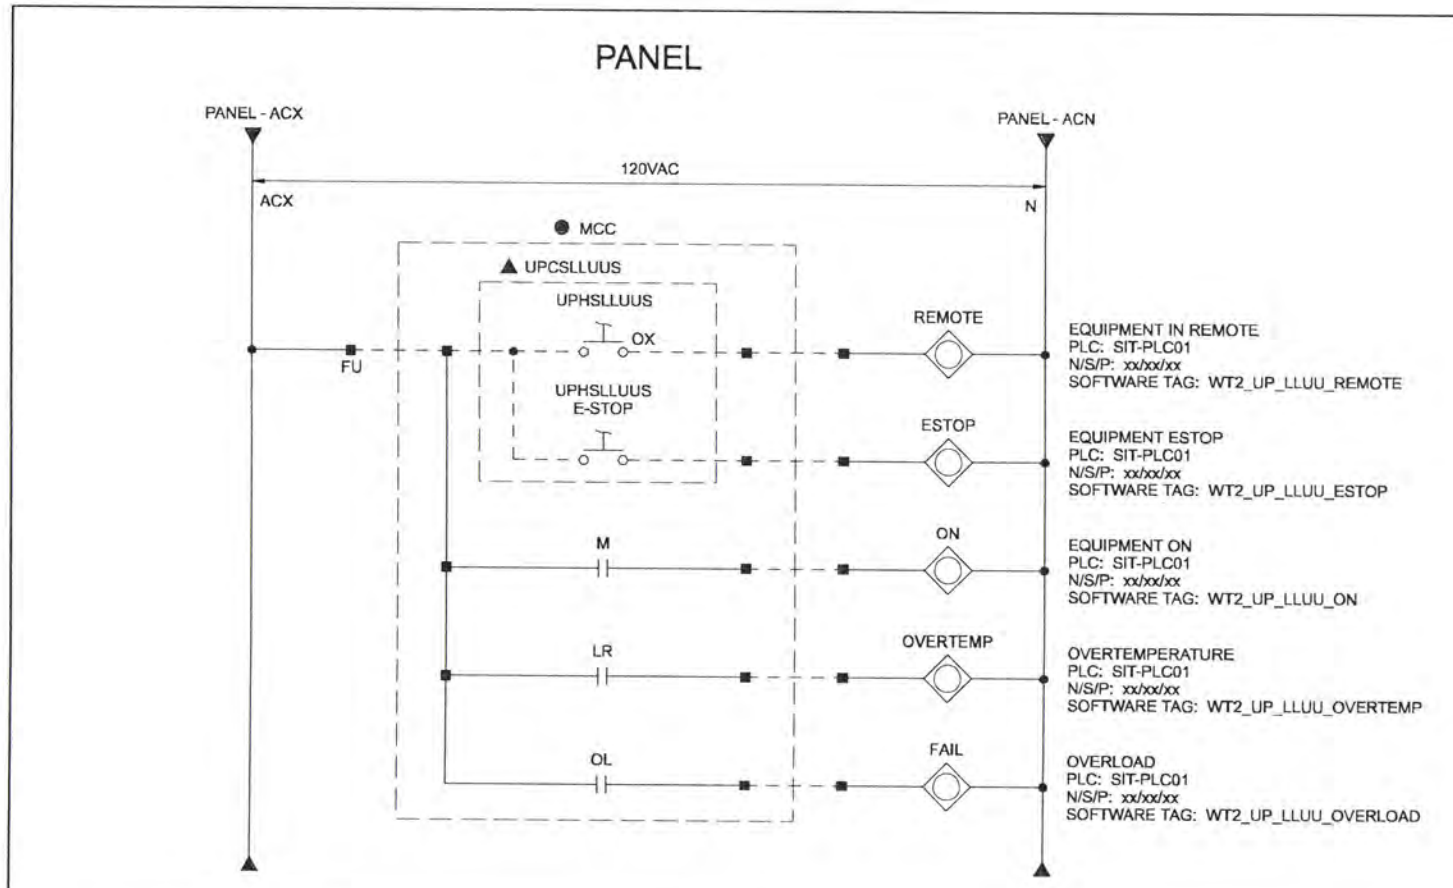 PANEL
PANEL - ACX
PANEL - ACN
120VAC
ACX
N
MCC
UPCSLLUUS
UPHSLLUUS
OX
FU
UPHSLLUUS
E-STOP
M
LR
OL
REMOTE
EQUIPMENT IN REMOTE
PLC: SIT-PLC01
N/S/P: xx/xx/xx
SOFTWARE TAG: WT2_UP_LLUU_REMOTE
ESTOP
EQUIPMENT ESTOP
PLC: SIT-PLC01
N/S/P: xx/xx/xx
SOFTWARE TAG: WT2_UP_LLUU_ESTOP
ON
EQUIPMENT ON
PLC: SIT-PLC01
N/S/P: xx/xx/xx
SOFTWARE TAG: WT2_UP_LLUU_ON
OVERTEMP
OVERTEMPERATURE
PLC: SIT-PLC01
N/S/P: xx/xx/xx
SOFTWARE TAG: WT2_UP_LLUU_OVERTEMP
FAIL
OVERLOAD
PLC: SIT-PLC01
N/S/P: xx/xx/xx
SOFTWARE TAG: WT2_UP_LLUU_OVERLOAD